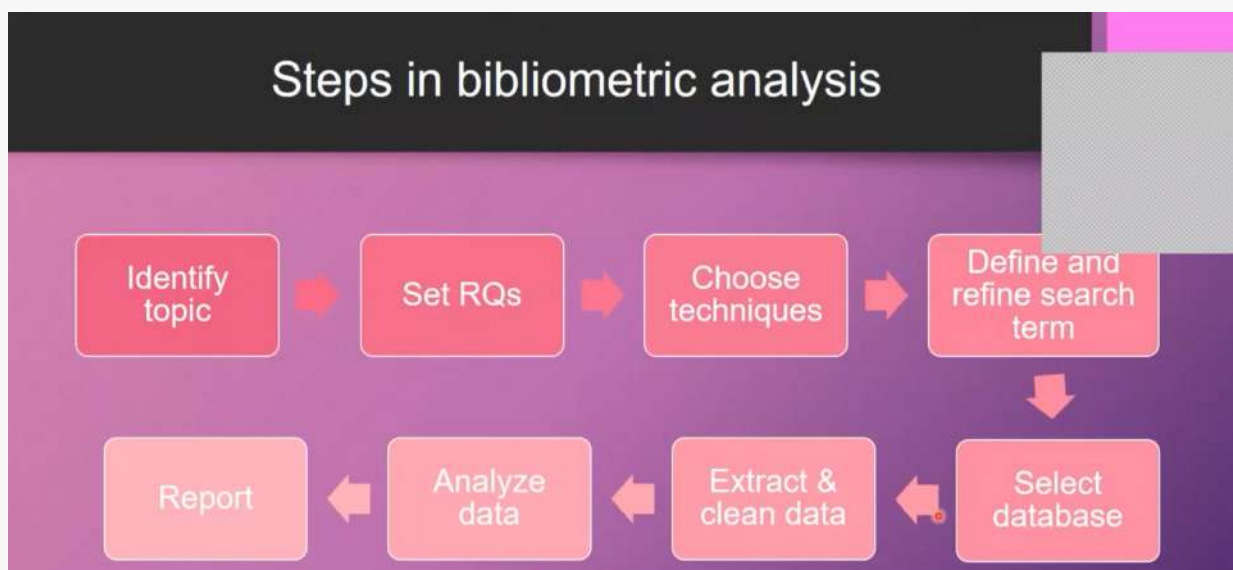 Steps in bibliometric analysis
Identify
topic
Set RQs
Choose
techniques
Define and
refine search
term
Select
database
Extract &
clean data
Analyze
data
Report